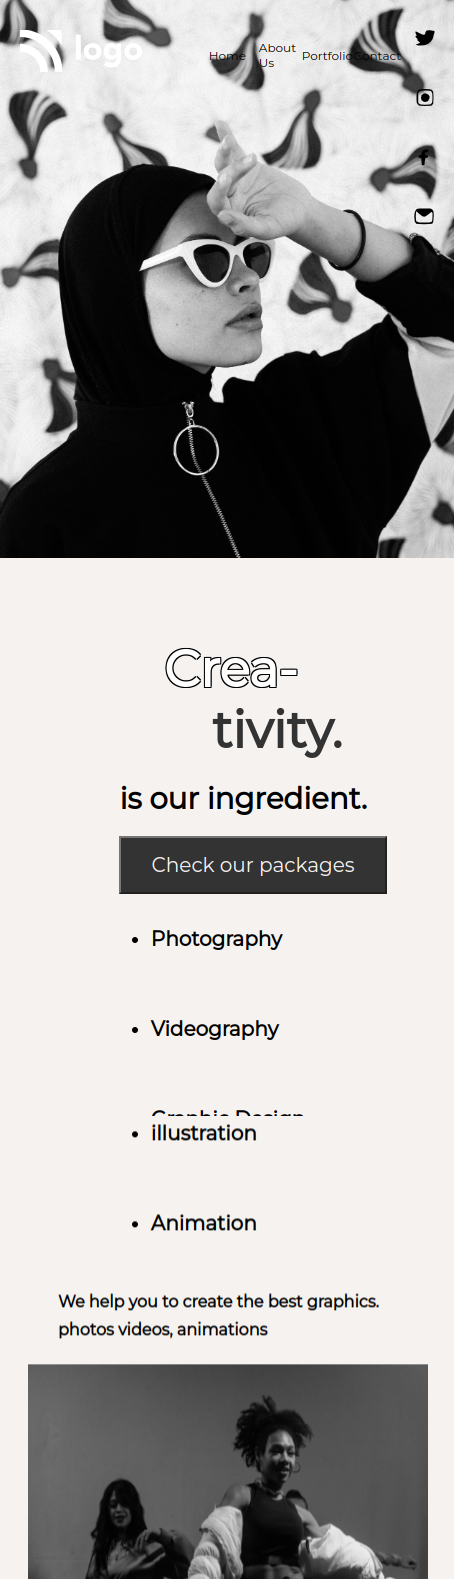 logo
Home
About
Us
Portfolio
Contact
Crea-
tivity.
is our ingredient.
Check our packages
Photography
Videography
Graphic Design
illustration
Animation
We help you to create the best graphics.
photos videos, animations